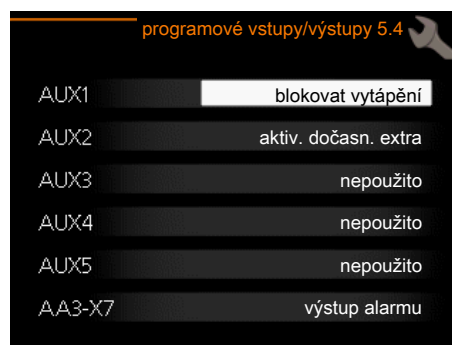 programové vstupy/výstupy 5.4
AUX1 blokovat vytápění
AUX2 aktiv. dočasn. extra
AUX3 nepoužito
AUX4 nepoužito
AUX5 nepoužito
AA3-X7 výstup alarmu